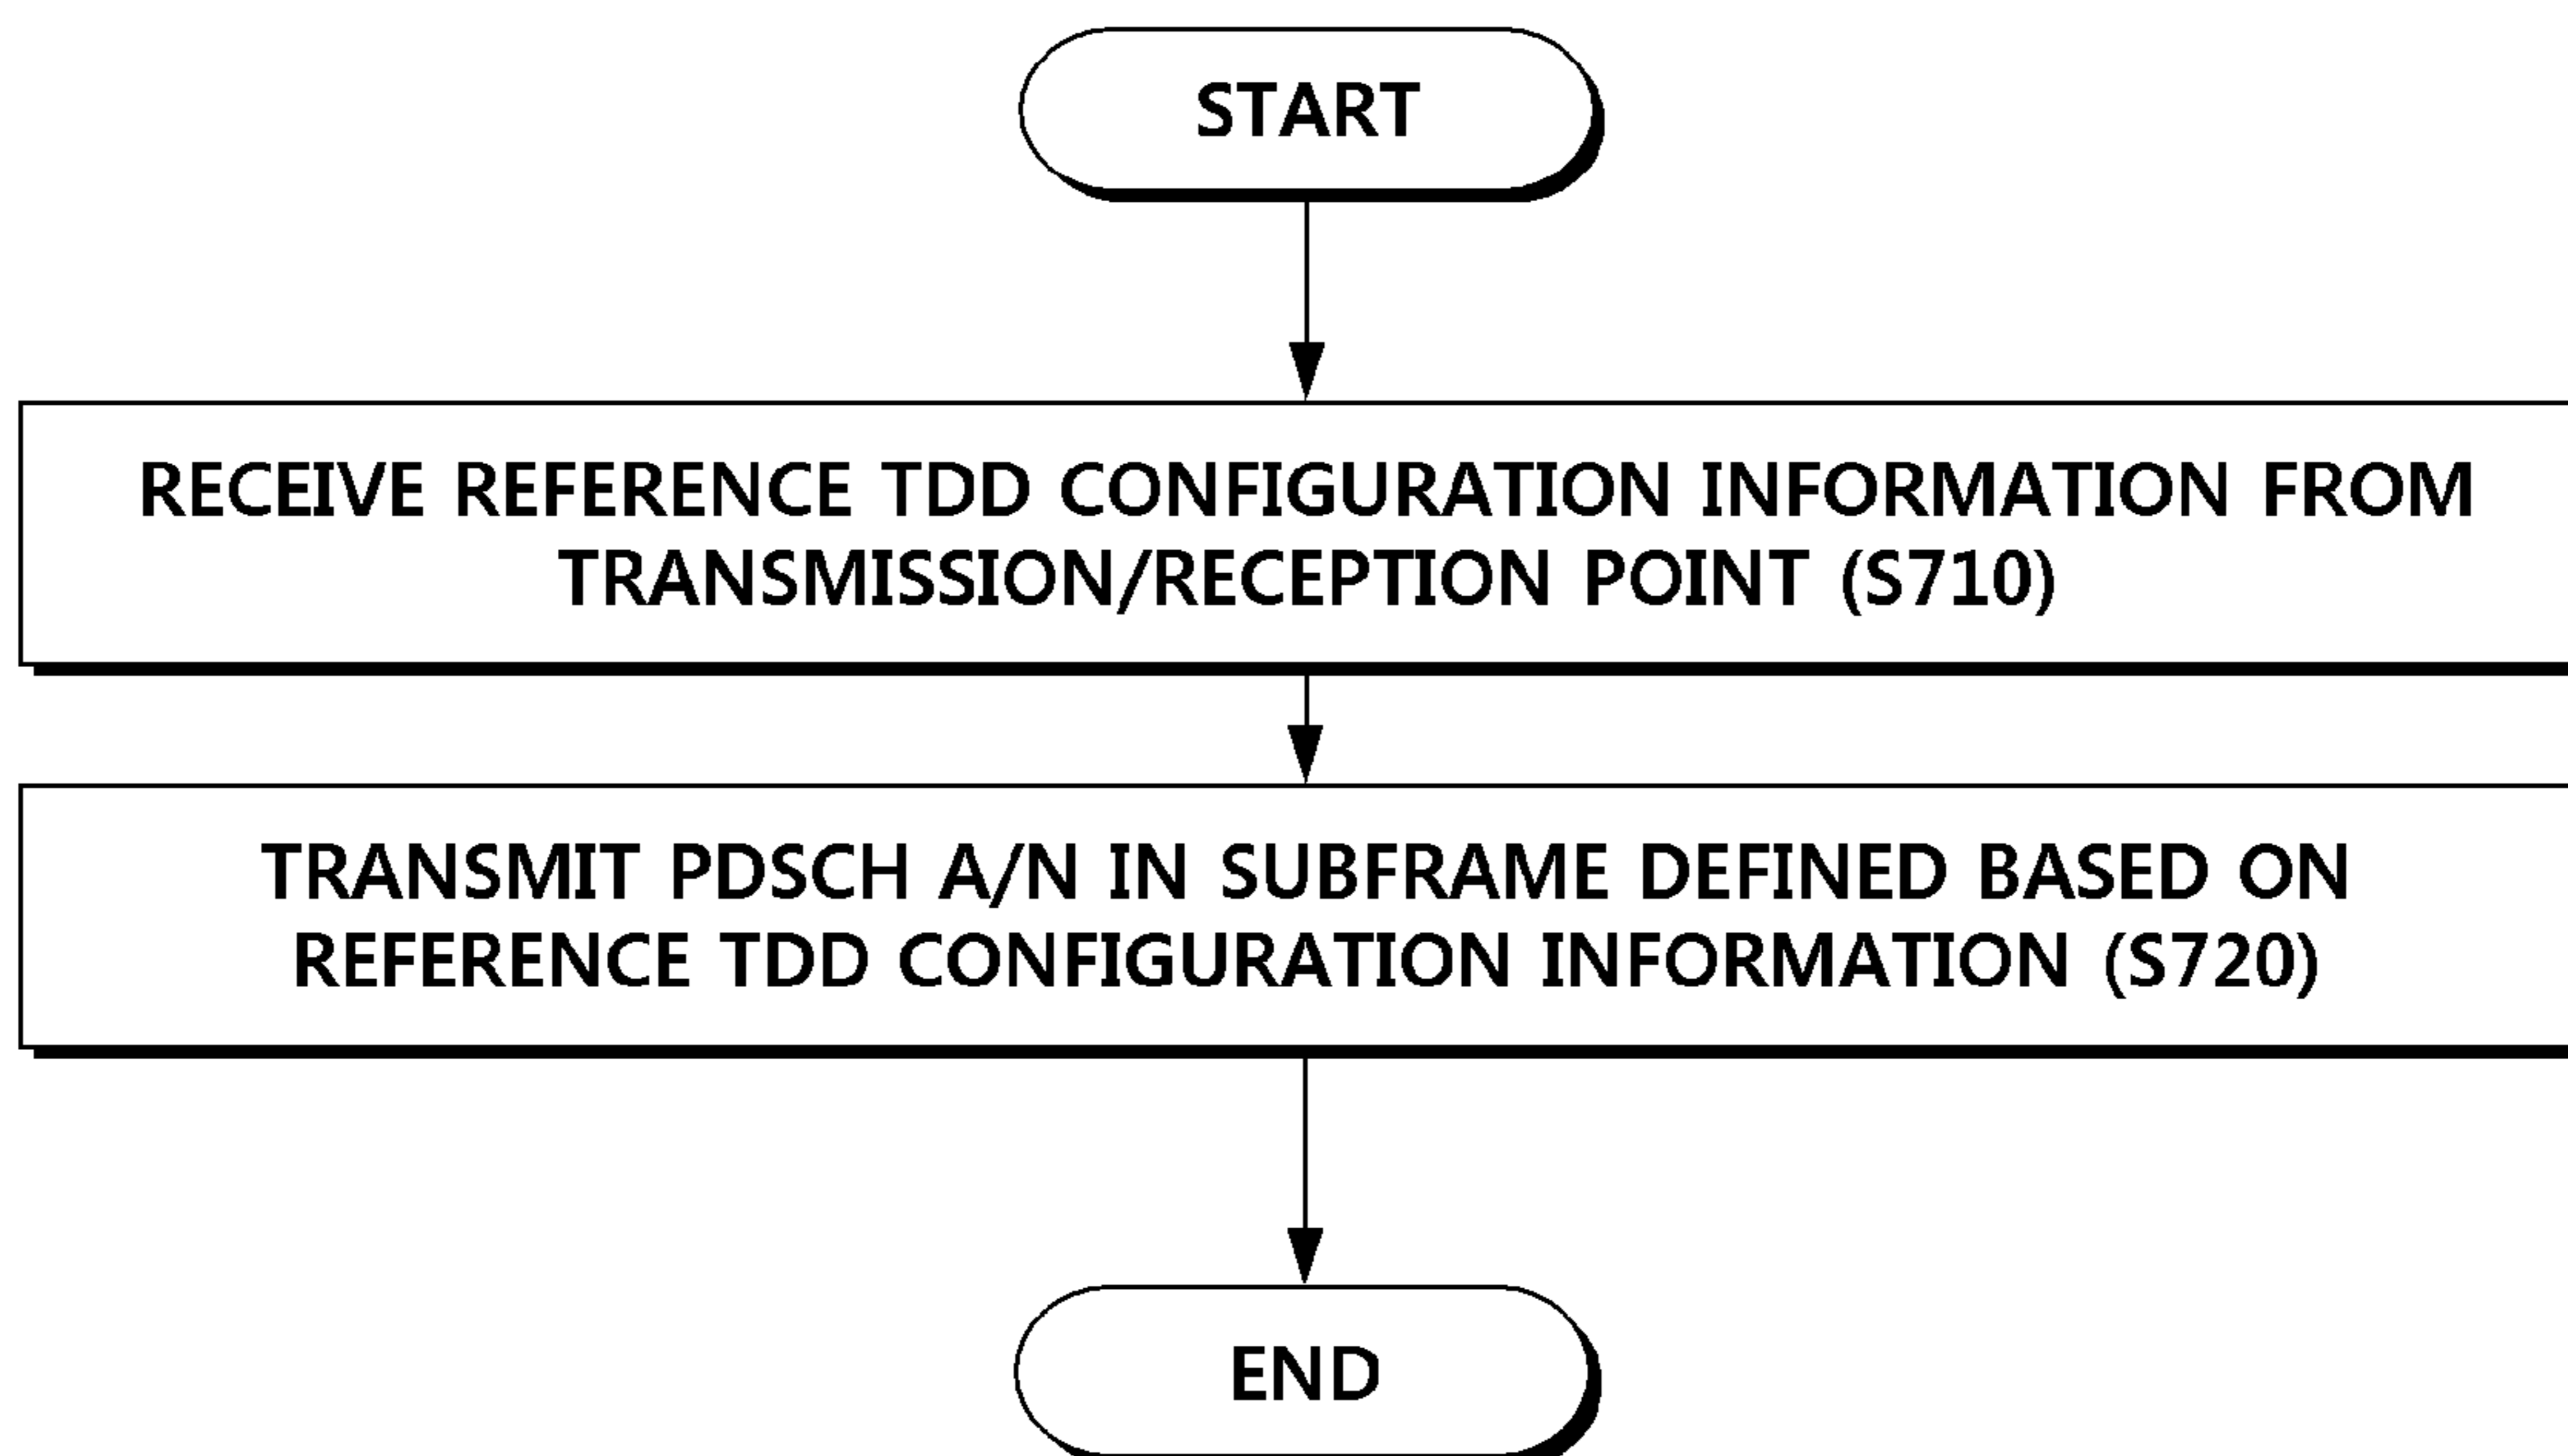 START
RECEIVE REFERENCE TDD CONFIGURATION INFORMATION FROM
TRANSMISSION/RECEPTION POINT (S710)
TRANSMIT PDSCH A/N IN SUBFRAME DEFINED BASED ON
REFERENCE TDD CONFIGURATION INFORMATION (S720)
END